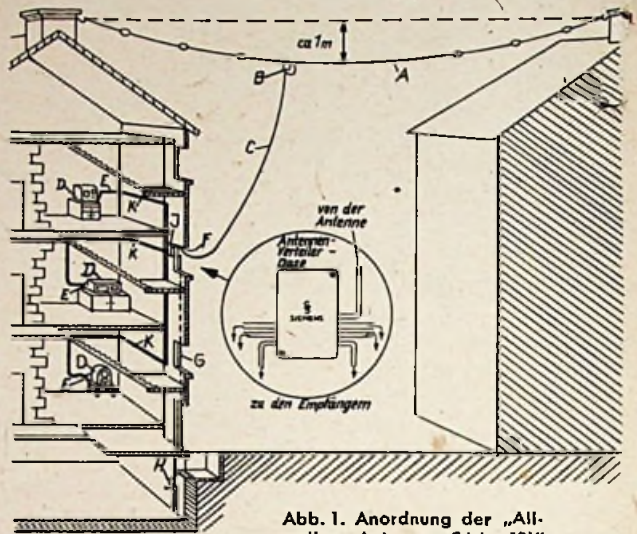 ca 1m
B
A
C
D
E
K
J
F
K
von der
Antenne
Antennen-
Verteiler-
Dose
D
E
SIEMENS
K
G
D
E
zu den Empfängern
H
Abb. 1. Anordnung der „All-